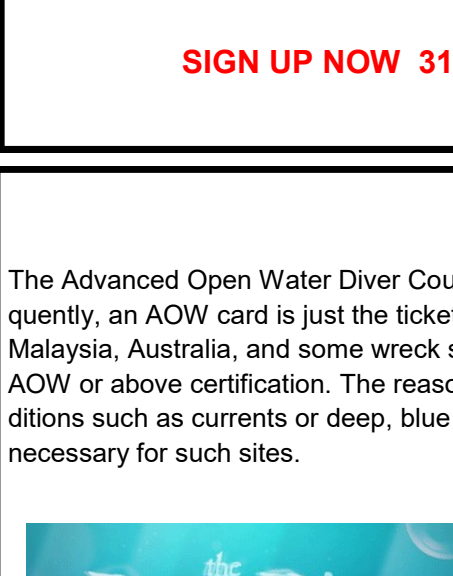 SIGN UP NOW 31
The Advanced Open Water Diver Cou
quently, an AOW card is just the ticket
Malaysia, Australia, and some wreck s
AOW or above certification. The reaso
ditions such as currents or deep, blue
necessary for such sites.
the